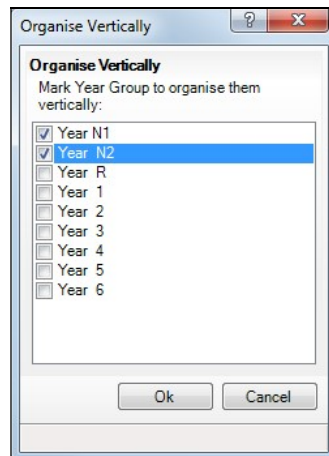 Organise Vertically
?
X
Organise Vertically
Mark Year Group to organise them
vertically:
Year N1
Year N2
Year R
Year 1
Year 2
Year 3
Year 4
Year 5
Year 6
Ok
Cancel